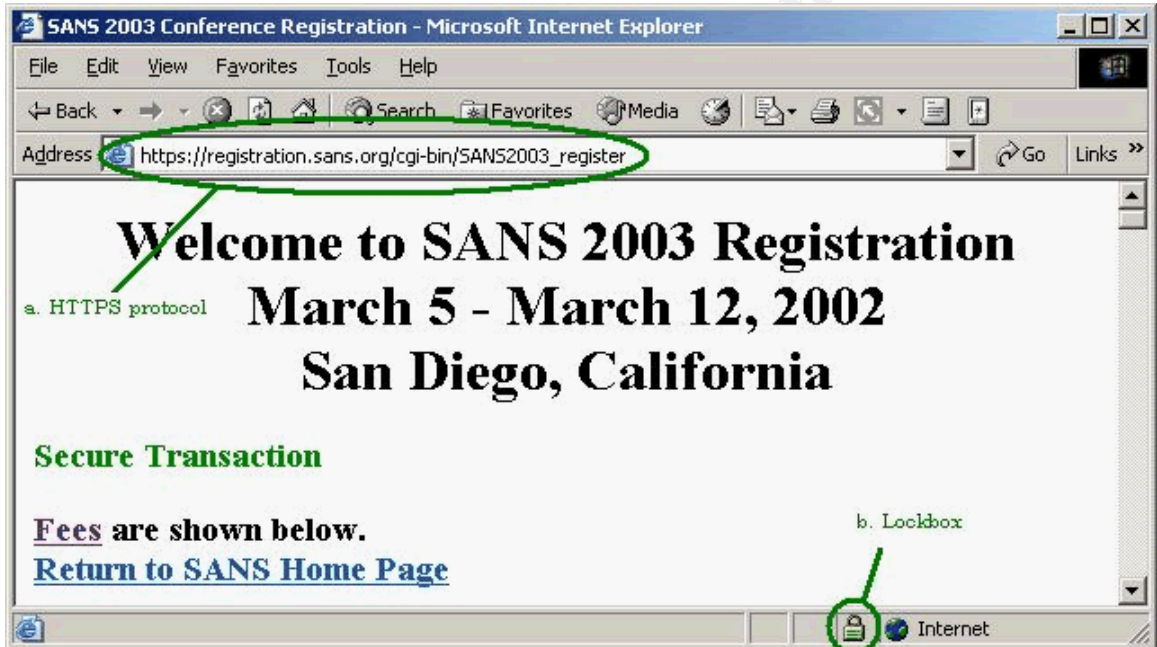 SANS 2003 Conference Registration - Microsoft Internet Explorer
File Edit View Favorites Tools Help
Back Search Favorites Media
Address https://registration.sans.org/cgi-bin/SANS2003_register Go Links »
Welcome to SANS 2003 Registration
a. HTTPS protocol
March 5 - March 12, 2002
San Diego, California
Secure Transaction
Fees are shown below.
b. Lockbox
Return to SANS Home Page
Internet